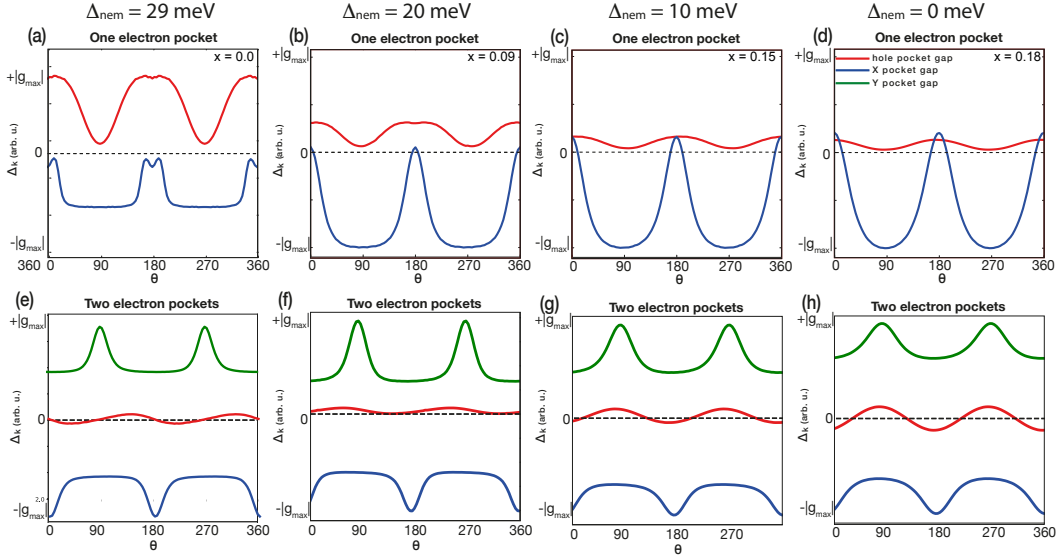 Δnem = 29 meV
Δnem = 20 meV
Δnem = 10 meV
Δnem = 0 meV
(a)
One electron pocket
x = 0.0
+|gmax|
0
-|gmax|
Δk (arb. u.)
360
90
180
270
360
θ
(b)
One electron pocket
x = 0.09
0
Δk (arb. u.)
0
90
180
270
360
θ
(c)
One electron pocket
x = 0.15
0
Δk (arb. u.)
0
90
180
270
360
θ
(d)
One electron pocket
x = 0.18
hole pocket gap
X pocket gap
Y pocket gap
+|gmax|
0
-|gmax|
Δk (arb. u.)
0
90
180
270
360
θ
(e)
Two electron pockets
+|gmax|
0
2.0
-|gmax|
Δk (arb. u.)
0
90
180
270
360
θ
(f)
Two electron pockets
+|gmax|
0
-|gmax|
Δk (arb. u.)
0
90
180
270
360
θ
(g)
Two electron pockets
+|gmax|
0
-|gmax|
Δk (arb. u.)
0
90
180
270
360
θ
(h)
Two electron pockets
+|gmax|
0
-|gmax|
Δk (arb. u.)
0
90
180
270
360
θ